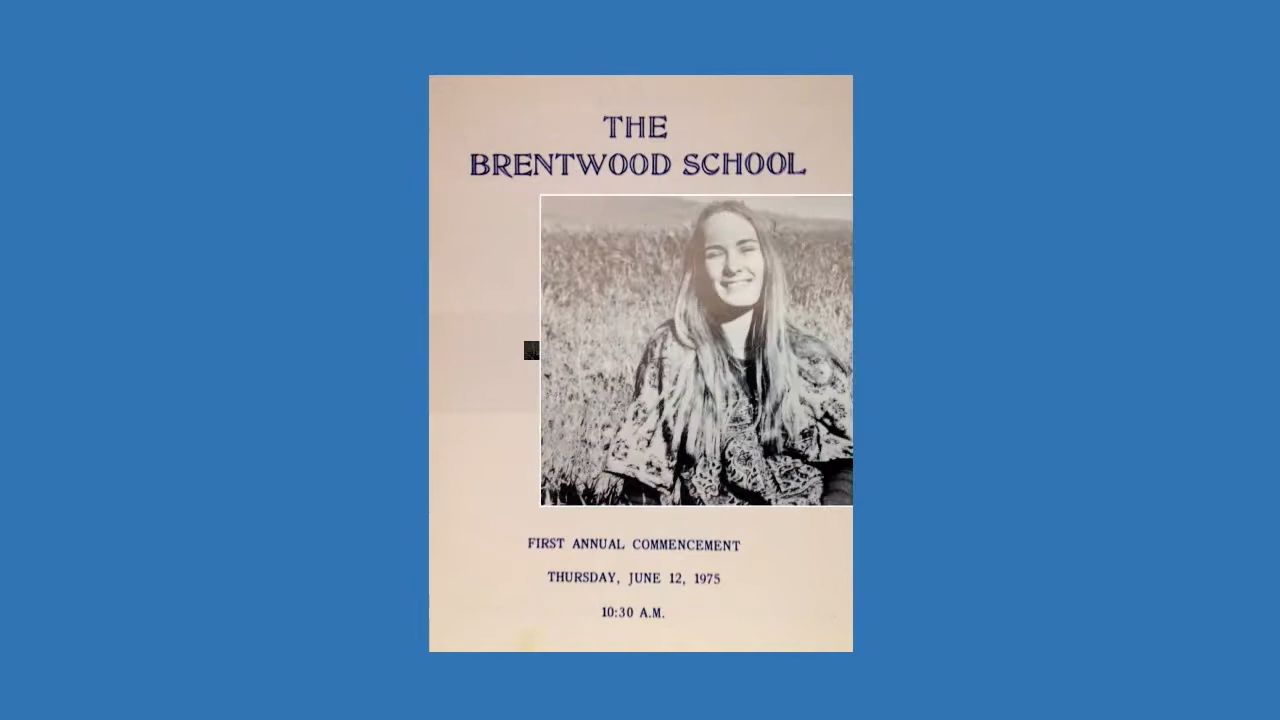 THE
BRENTWOOD SCHOOL
FIRST ANNUAL COMMENCEMENT
THURSDAY, JUNE 12, 1975
10:30 A.M.